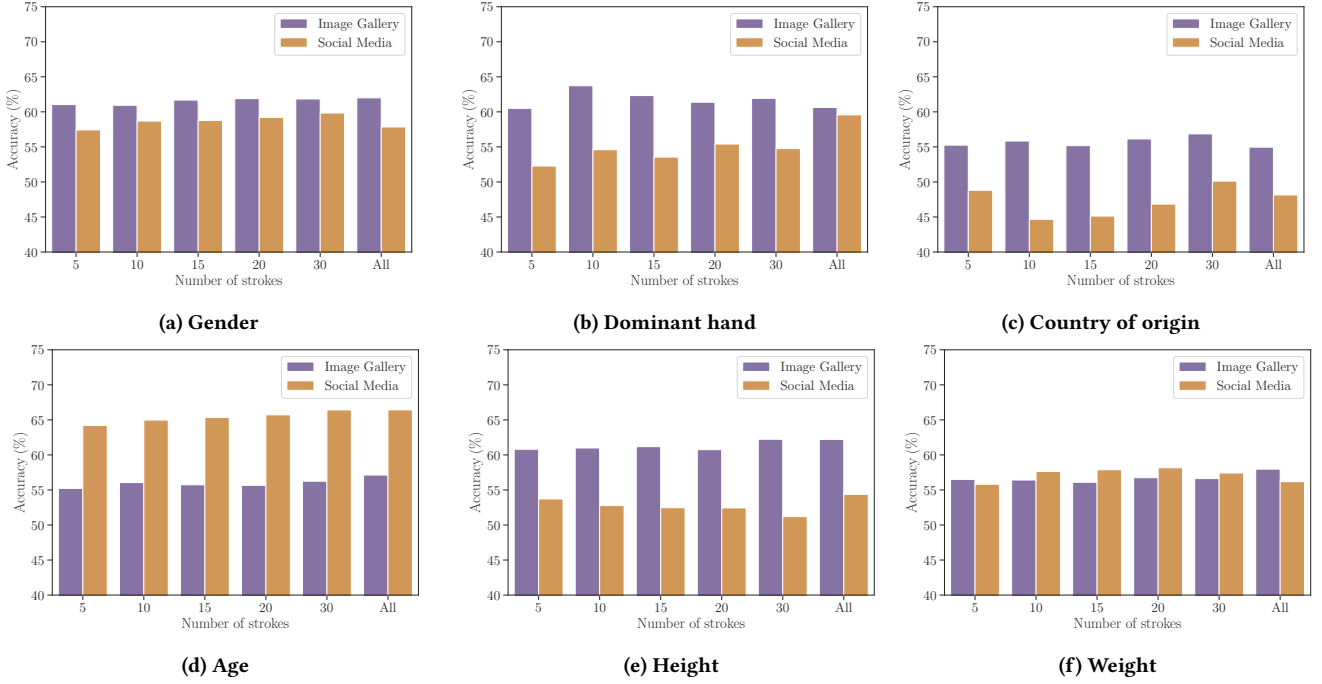 75
70
65
60
55
50
45
40
Accuracy (%)
Image Gallery
Social Media
5 10 15 20 30 All
Number of strokes
(a) Gender
75
70
65
60
55
50
45
40
Accuracy (%)
Image Gallery
Social Media
5 10 15 20 30 All
Number of strokes
(b) Dominant hand
75
70
65
60
55
50
45
40
Accuracy (%)
Image Gallery
Social Media
5 10 15 20 30 All
Number of strokes
(c) Country of origin
75
70
65
60
55
50
45
40
Accuracy (%)
Image Gallery
Social Media
5 10 15 20 30 All
Number of strokes
(d) Age
75
70
65
60
55
50
45
40
Accuracy (%)
Image Gallery
Social Media
5 10 15 20 30 All
Number of strokes
(e) Height
75
70
65
60
55
50
45
40
Accuracy (%)
Image Gallery
Social Media
5 10 15 20 30 All
Number of strokes
(f) Weight